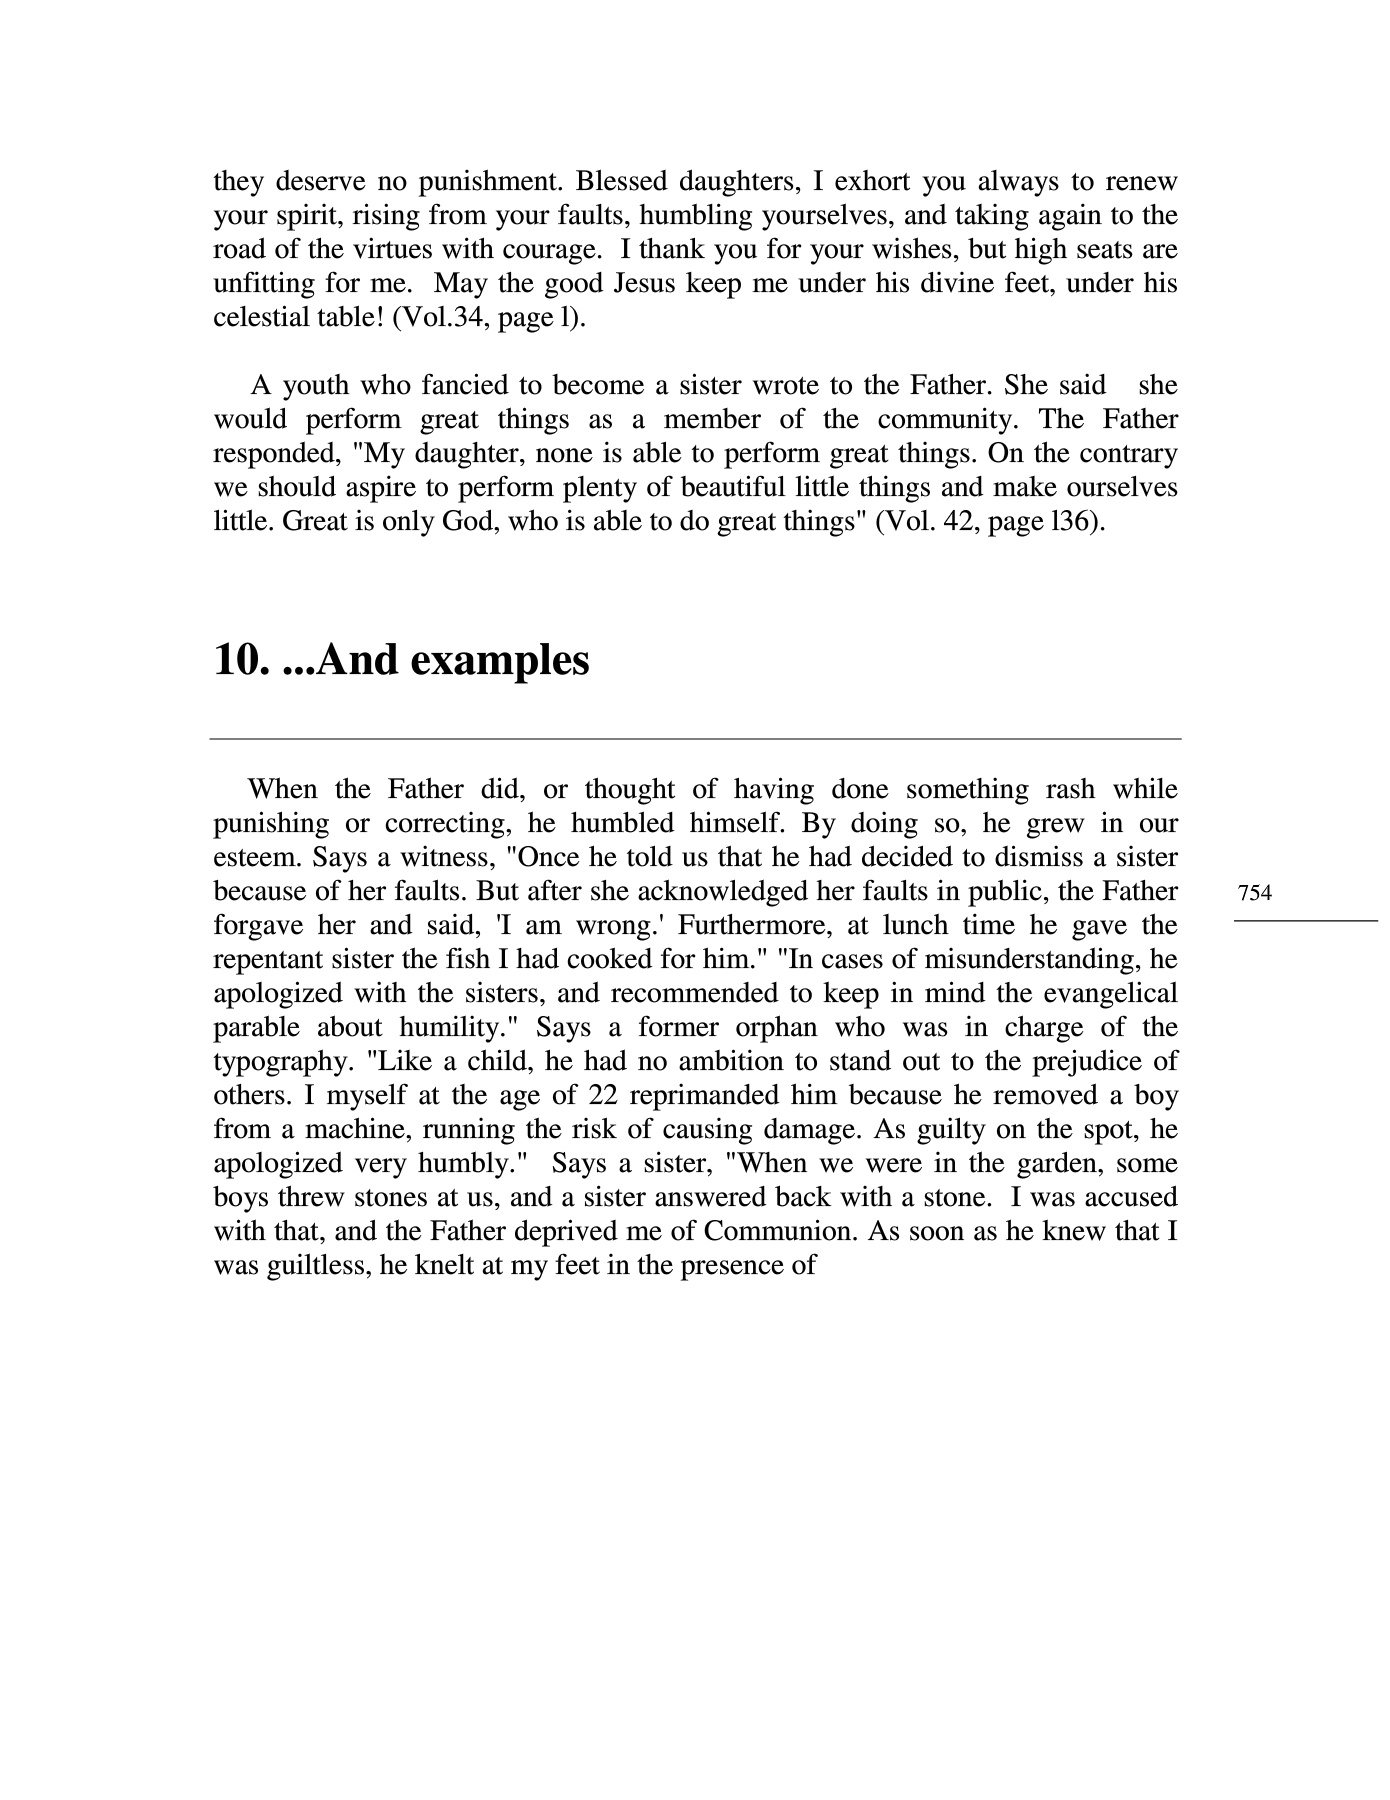 they deserve no punishment. Blessed daughters, I exhort you always to renew
your spirit, rising from your faults, humbling yourselves, and taking again to the
road of the virtues with courage.  I thank you for your wishes, but high seats are
unfitting for me.  May the good Jesus keep me under his divine feet, under his
celestial table! (Vol.34, page l).
A youth who fancied to become a sister wrote to the Father. She said  she
would perform great things as a member of the community. The Father
responded, "My daughter, none is able to perform great things. On the contrary
we should aspire to perform plenty of beautiful little things and make ourselves
little. Great is only God, who is able to do great things" (Vol. 42, page l36).
10. ...And examples
When the Father did, or thought of having done something rash while
punishing or correcting, he humbled himself. By doing so, he grew in our
esteem. Says a witness, "Once he told us that he had decided to dismiss a sister
because of her faults. But after she acknowledged her faults in public, the Father
forgave her and said, 'I am wrong.' Furthermore, at lunch time he gave the
repentant sister the fish I had cooked for him." "In cases of misunderstanding, he
apologized with the sisters, and recommended to keep in mind the evangelical
parable about humility." Says a former orphan who was in charge of the
typography. "Like a child, he had no ambition to stand out to the prejudice of
others. I myself at the age of 22 reprimanded him because he removed a boy
from a machine, running the risk of causing damage. As guilty on the spot, he
apologized very humbly."  Says a sister, "When we were in the garden, some
boys threw stones at us, and a sister answered back with a stone.  I was accused
with that, and the Father deprived me of Communion. As soon as he knew that I
was guiltless, he knelt at my feet in the presence of
754